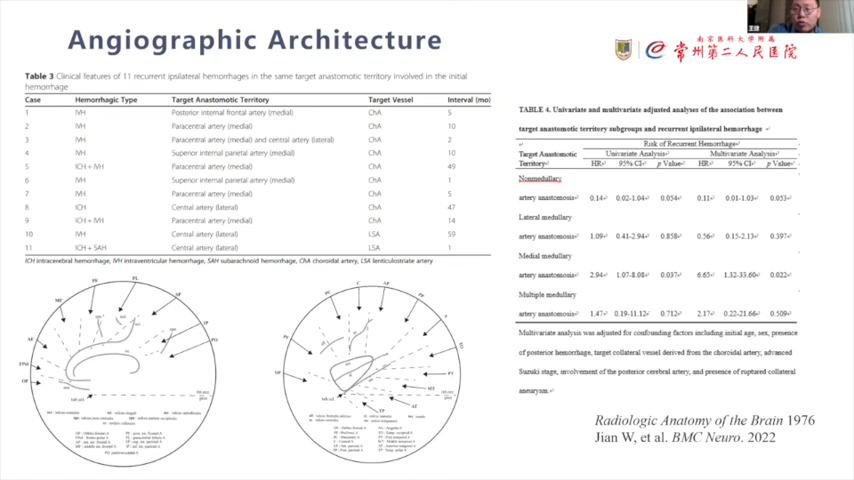 Angiographic Architecture
南京医科大学附属
常州第二人民医院
Table 3 Clinical features of 11 recurrent ipsilateral hemorrhages in the same target anastomotic territory involved in the initial
hemorrhage
Case Hemorrhagic Type Target Anastomotic Territory Target Vessel Interval (mo)
1 IVH Posterior internal frontal artery (medial) ChA 5
2 IVH Paracentral artery (medial) ChA 10
3 IVH Paracentral artery (medial) and central artery (lateral) ChA 2
4 IVH Superior internal parietal artery (medial) ChA 10
5 ICH + IVH Paracentral artery (medial) ChA 49
6 IVH Superior internal parietal artery (medial) ChA 1
7 IVH Paracentral artery (medial) ChA 5
8 ICH Central artery (lateral) ChA 47
9 ICH + IVH Paracentral artery (medial) ChA 14
10 IVH Central artery (lateral) LSA 59
11 ICH + SAH Central artery (lateral) LSA 1
ICH intracerebral hemorrhage, IVH intraventricular hemorrhage, SAH subarachnoid hemorrhage, ChA choroidal artery, LSA lenticulostriate artery
TABLE 4. Univariate and multivariate adjusted analyses of the association between
target anastomotic territory subgroups and recurrent ipsilateral hemorrhage
Risk of Recurrent Hemorrhage
Target Anastomotic Univariate Analysis Multivariate Analysis
Territory HR 95% CI p Value HR 95% CI p Value
Nonmedullary
artery anastomosis 0.14 0.02-1.04 0.054 0.11 0.01-1.03 0.053
Lateral medullary
artery anastomosis 1.09 0.41-2.94 0.858 0.56 0.15-2.13 0.397
Medial medullary
artery anastomosis 2.94 1.07-8.08 0.037 6.65 1.32-33.60 0.022
Multiple medullary
artery anastomosis 1.47 0.19-11.12 0.712 2.17 0.22-21.66 0.509
Multivariate analysis was adjusted for confounding factors including initial age, sex, presence
of posterior hemorrhage, target collateral vessel derived from the choroidal artery, advanced
Suzuki stage, involvement of the posterior cerebral artery, and presence of ruptured collateral
aneurysm.
Radiologic Anatomy of the Brain 1976
Jian W, et al. BMC Neuro. 2022